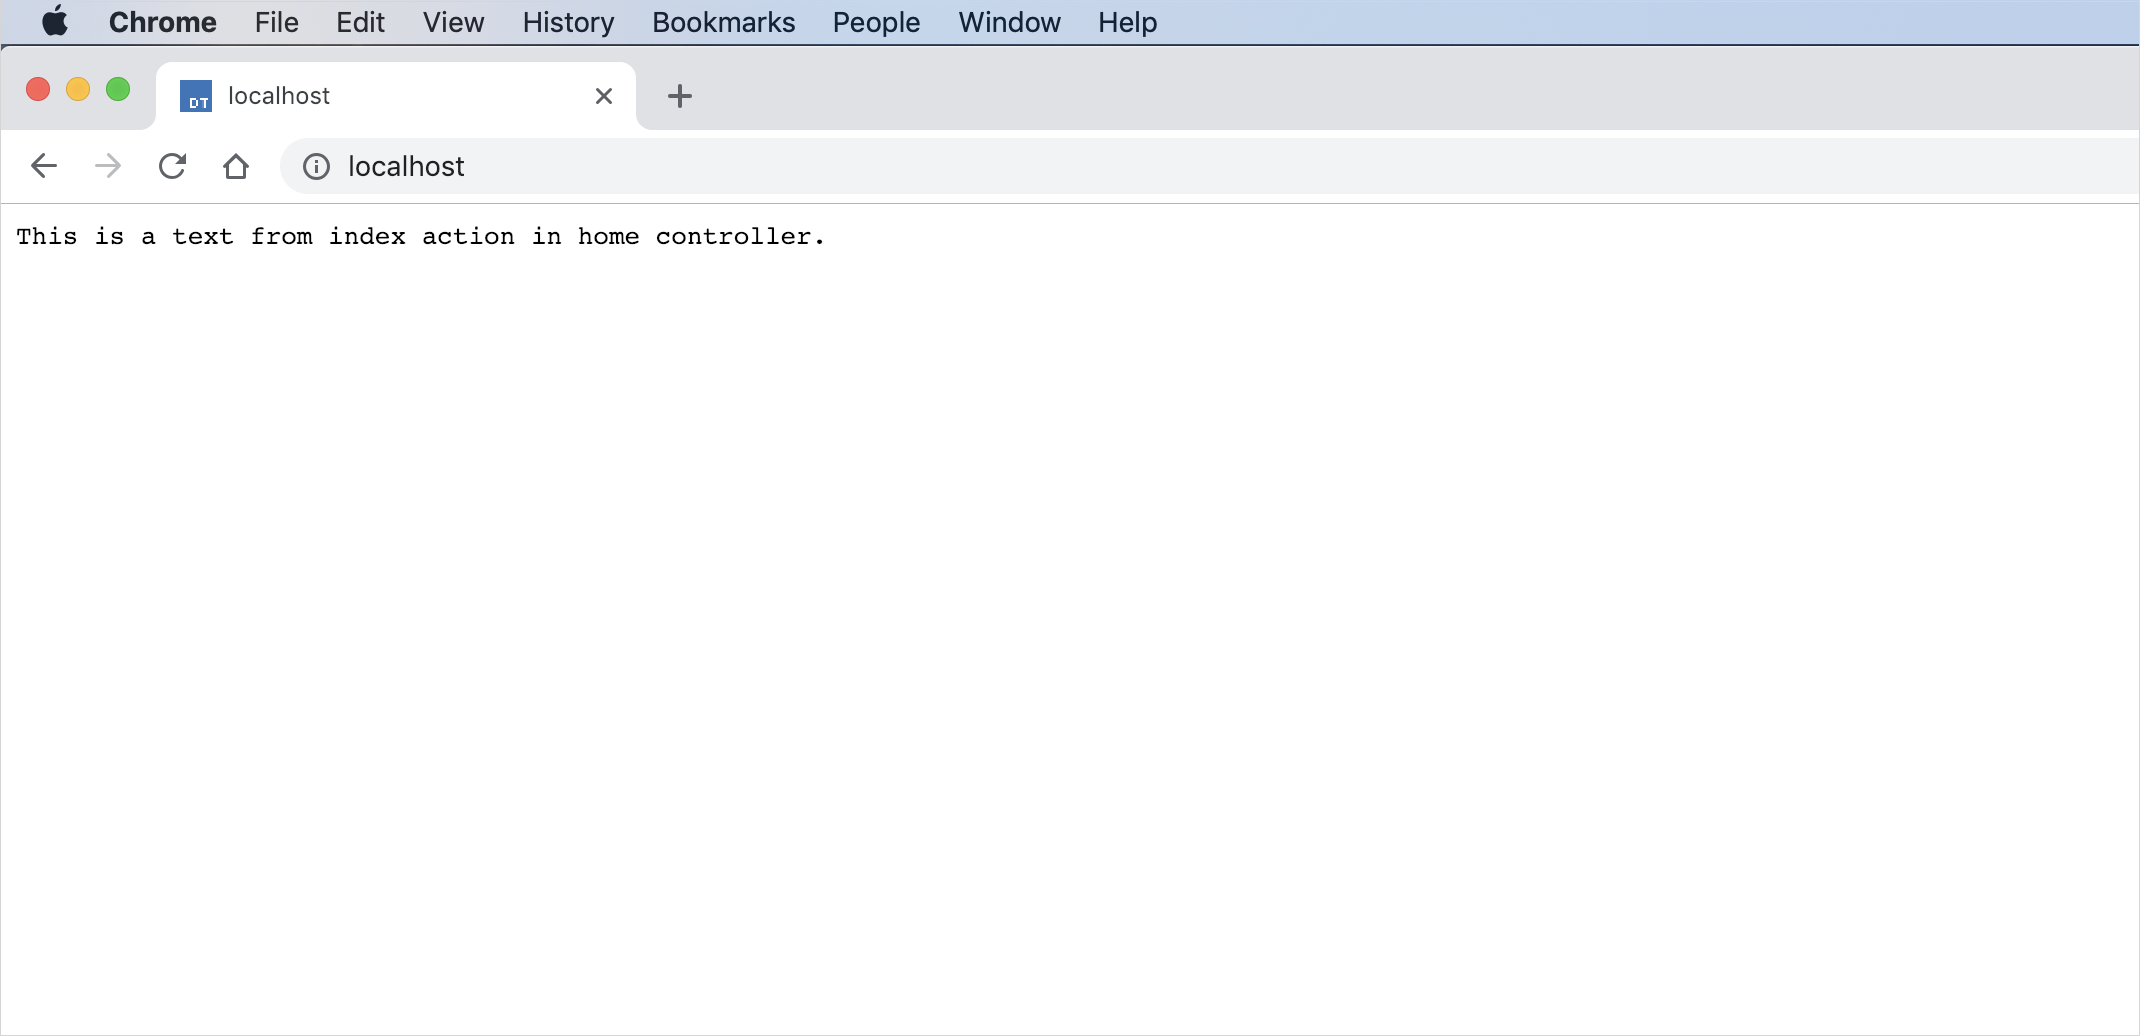 Chrome File Edit View History Bookmarks People Window Help
DT localhost
localhost
This is a text from index action in home controller.